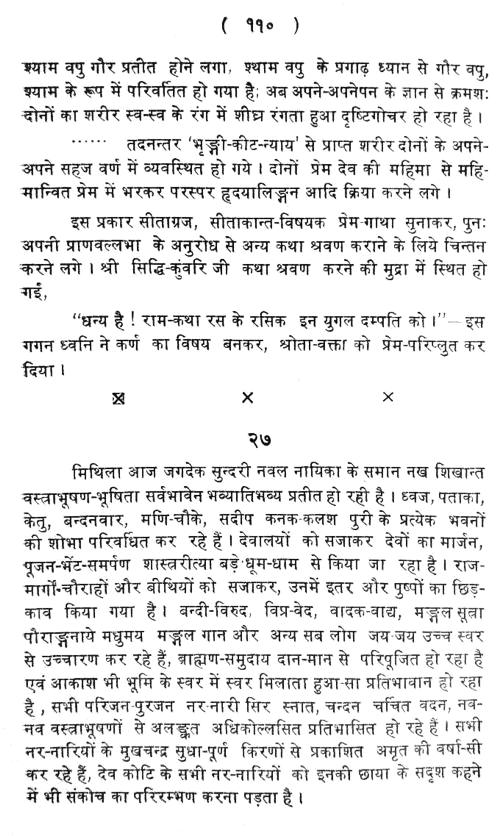 ( ११० )
श्याम वपु गौर प्रतीत होने लगा, श्याम वपु के प्रगाढ़ ध्यान से गौर वपु,
श्याम के रूप में परिवर्तित हो गया है; अब अपने-अपनेपन के ज्ञान से क्रमशः
दोनों का शरीर स्व-स्व के रंग में शीघ्र रंगता हुआ दृष्टिगोचर हो रहा है ।
...... तदनन्तर 'भृङ्गी-कीट-न्याय' से प्राप्त शरीर दोनों के अपने-
अपने सहज वर्ण में व्यवस्थित हो गये । दोनों प्रेम देव की महिमा से महि-
मान्वित प्रेम में भरकर परस्पर हृदयालिङ्गन आदि क्रिया करने लगे ।
इस प्रकार सीताग्रज, सीताकान्त-विषयक प्रेम-गाथा सुनाकर, पुनः
अपनी प्राणवल्लभा के अनुरोध से अन्य कथा श्रवण कराने के लिये चिन्तन
करने लगे । श्री सिद्धि-कुंवरि जी कथा श्रवण करने की मुद्रा में स्थित हो
गईं,
"धन्य है ! राम-कथा रस के रसिक इन युगल दम्पति को ।"—इस
गगन ध्वनि ने कर्ण का विषय बनकर, श्रोता-वक्ता को प्रेम-परिप्लुत कर
दिया ।
× × ×
२७
मिथिला आज जगदेक सुन्दरी नवल नायिका के समान नख शिखान्त
वस्त्राभूषण-भूषिता सर्वभावेन भव्यातिभव्य प्रतीत हो रही है । ध्वज, पताका,
केतु, बन्दनवार, मणि-चौके, सदीप कनक-कलश पुरी के प्रत्येक भवनों
की शोभा परिवर्धित कर रहे हैं । देवालयों को सजाकर देवों का मार्जन,
पूजन-भेंट-समर्पण शास्त्ररीत्या बड़े धूम-धाम से किया जा रहा है । राज-
मार्गों-चौराहों और बीथियों को सजाकर, उनमें इतर और पुष्पों का छिड़-
काव किया गया है । बन्दी-विरुद, विप्र-वेद, वादक-वाद्य, मङ्गल सूत्रा
पौराङ्गनाये मधुमय मङ्गल गान और अन्य सब लोग जय-जय उच्च स्वर
से उच्चारण कर रहे हैं, ब्राह्मण-समुदाय दान-मान से परिपूजित हो रहा है
एवं आकाश भी भूमि के स्वर में स्वर मिलाता हुआ-सा प्रतिभावान हो रहा
है , सभी परिजन-पुरजन नर-नारी सिर स्नात, चन्दन चर्चित वदन, नव-
नव वस्त्राभूषणों से अलङ्कृत अधिकोल्लसित प्रतिभासित हो रहे हैं । सभी
नर-नारियों के मुखचन्द्र सुधा-पूर्ण किरणों से प्रकाशित अमृत की वर्षा-सी
कर रहे हैं, देव कोटि के सभी नर-नारियों को इनकी छाया के सदृश कहने
में भी संकोच का परिरम्भण करना पड़ता है ।